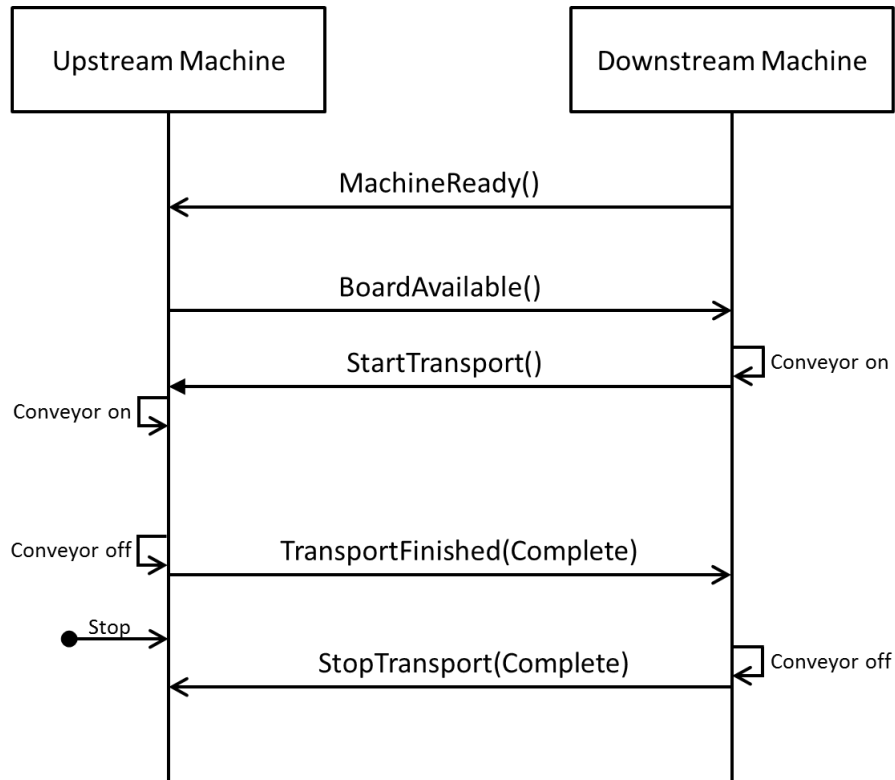 Upstream Machine
Downstream Machine
MachineReady()
BoardAvailable()
StartTransport()
Conveyor on
Conveyor on
Conveyor off
TransportFinished(Complete)
Stop
StopTransport(Complete)
Conveyor off